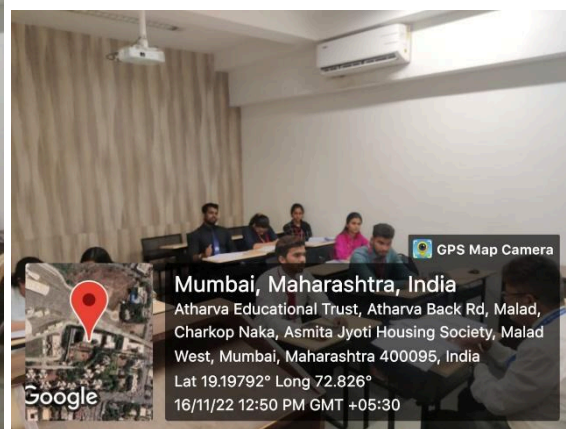 GPS Map Camera
Mumbai, Maharashtra, India
Atharva Educational Trust, Atharva Back Rd, Malad,
Charkop Naka, Asmita Jyoti Housing Society, Malad
West, Mumbai, Maharashtra 400095, India
Lat 19.19792° Long 72.826°
16/11/22 12:50 PM GMT +05:30
Google